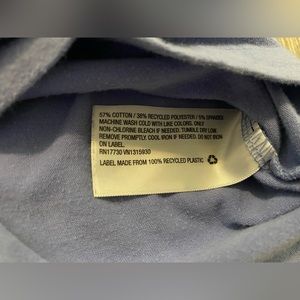 57% COTTON / 38% RECYCLED POLYESTER / 5% SPANDEX
MACHINE WASH COLD WITH LIKE COLORS. ONLY
NON-CHLORINE BLEACH IF NEEDED. TUMBLE DRY LOW.
REMOVE PROMPTLY. COOL IRON IF NEEDED. DO NOT IRON
ON LABEL.
RN17730 VN1315930
LABEL MADE FROM 100% RECYCLED PLASTIC